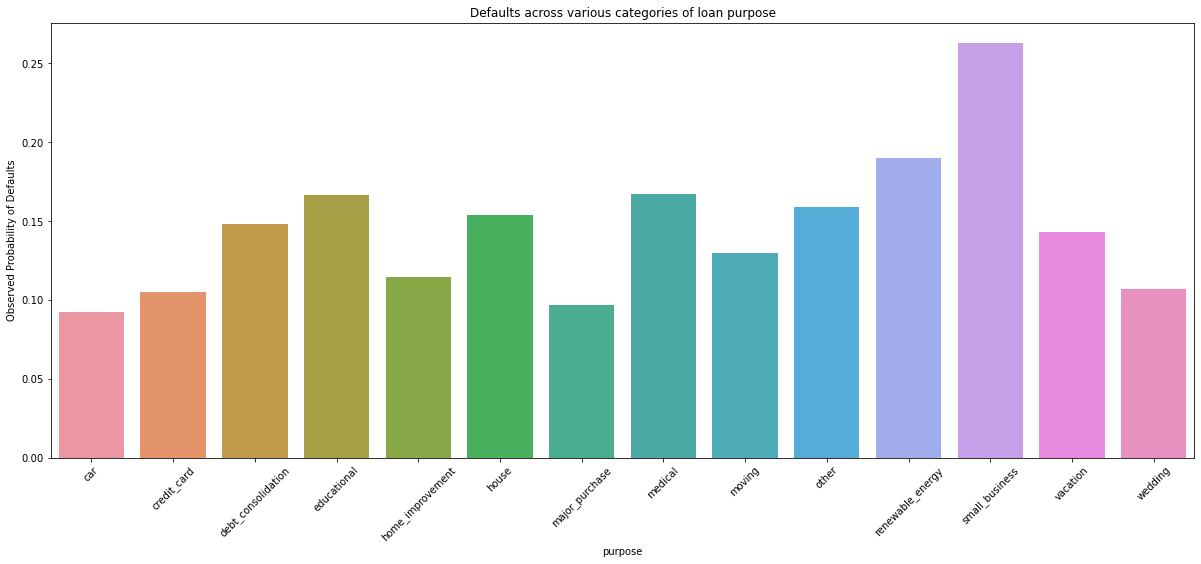 Defaults across various categories of loan purpose
Observed Probability of Defaults
0.25
0.20
0.15
0.10
0.05
0.00
car
credit_card
debt_consolidation
educational
home_improvement
house
major_purchase
medical
moving
other
renewable_energy
small_business
vacation
wedding
purpose